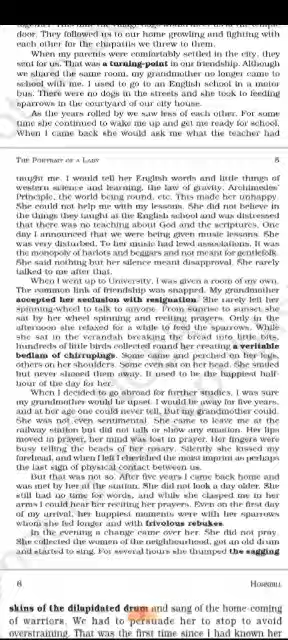 door. They followed us to our home growling and fighting with
each other for the chapattis we threw to them.
When my parents were comfortably settled in the city, they
sent for us. That was a turning-point in our friendship. Although
we shared the same room, my grandmother no longer came to
school with me. I used to go to an English school in a motor
bus. There were no dogs in the streets and she took to feeding
sparrows in the courtyard of our city house.
As the years rolled by we saw less of each other. For some
time she continued to wake me up and get me ready for school.
When I came back she would ask me what the teacher had
THE PORTRAIT OF A LADY 5
taught me. I would tell her English words and little things of
western science and learning, the law of gravity, Archimedes'
Principle, the world being round, etc. This made her unhappy.
She could not help me with my lessons. She did not believe in
the things they taught at the English school and was distressed
that there was no teaching about God and the scriptures. One
day I announced that we were being given music lessons. She
was very disturbed. To her music had lewd associations. It was
the monopoly of harlots and beggars and not meant for gentlefolk.
She said nothing but her silence meant disapproval. She rarely
talked to me after that.
When I went up to University, I was given a room of my own.
The common link of friendship was snapped. My grandmother
accepted her seclusion with resignation. She rarely left her
spinning-wheel to talk to anyone. From sunrise to sunset she
sat by her wheel spinning and reciting prayers. Only in the
afternoon she relaxed for a while to feed the sparrows. While
she sat in the verandah breaking the bread into little bits,
hundreds of little birds collected round her creating a veritable
bedlam of chirrupings. Some came and perched on her legs,
others on her shoulders. Some even sat on her head. She smiled
but never shooed them away. It used to be the happiest half-
hour of the day for her.
When I decided to go abroad for further studies, I was sure
my grandmother would be upset. I would be away for five years,
and at her age one could never tell. But my grandmother could.
She was not even sentimental. She came to leave me at the
railway station but did not talk or show any emotion. Her lips
moved in prayer, her mind was lost in prayer. Her fingers were
busy telling the beads of her rosary. Silently she kissed my
forehead, and when I left I cherished the moist imprint as perhaps
the last sign of physical contact between us.
But that was not so. After five years I came back home and
was met by her at the station. She did not look a day older. She
still had no time for words, and while she clasped me in her
arms I could hear her reciting her prayers. Even on the first day
of my arrival, her happiest moments were with her sparrows
whom she fed longer and with frivolous rebukes.
In the evening a change came over her. She did not pray.
She collected the women of the neighbourhood, got an old drum
and started to sing. For several hours she thumped the sagging
6 HORNBILL
skins of the dilapidated drum and sang of the home-coming
of warriors. We had to persuade her to stop to avoid
overstraining. That was the first time since I had known her